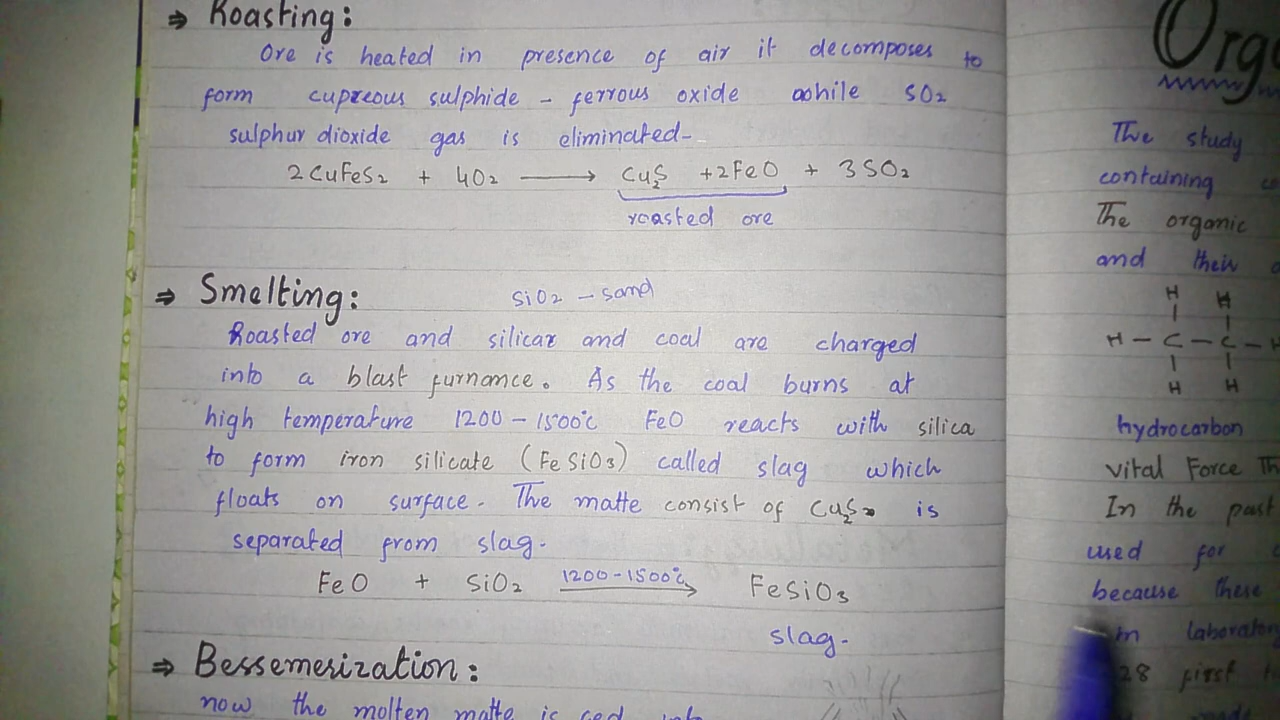 ⇒ Roasting:
Ore is heated in presence of air it decomposes to
form cupreous sulphide - ferrous oxide while SO2
sulphur dioxide gas is eliminated-
2CuFeS2 + 4O2 → Cu2S + 2FeO + 3SO2
roasted ore
⇒ Smelting: SiO2 - sand
Roasted ore and silicar and coal are charged
into a blast furnamce. As the coal burns at
high temperature 1200-1500°c FeO reacts with silica
to form iron silicate (FeSiO3) called slag which
floats on surface. The matte consist of Cu2S is
separated from slag.
FeO + SiO2 1200-1500°c → FeSiO3
slag.
⇒ Bessemerization:
now the molten matte is
The study
containing
The organic
and their
H H
H - C - C -
H H
hydrocarbon
vital Force
In the past
used for
because these
28 first